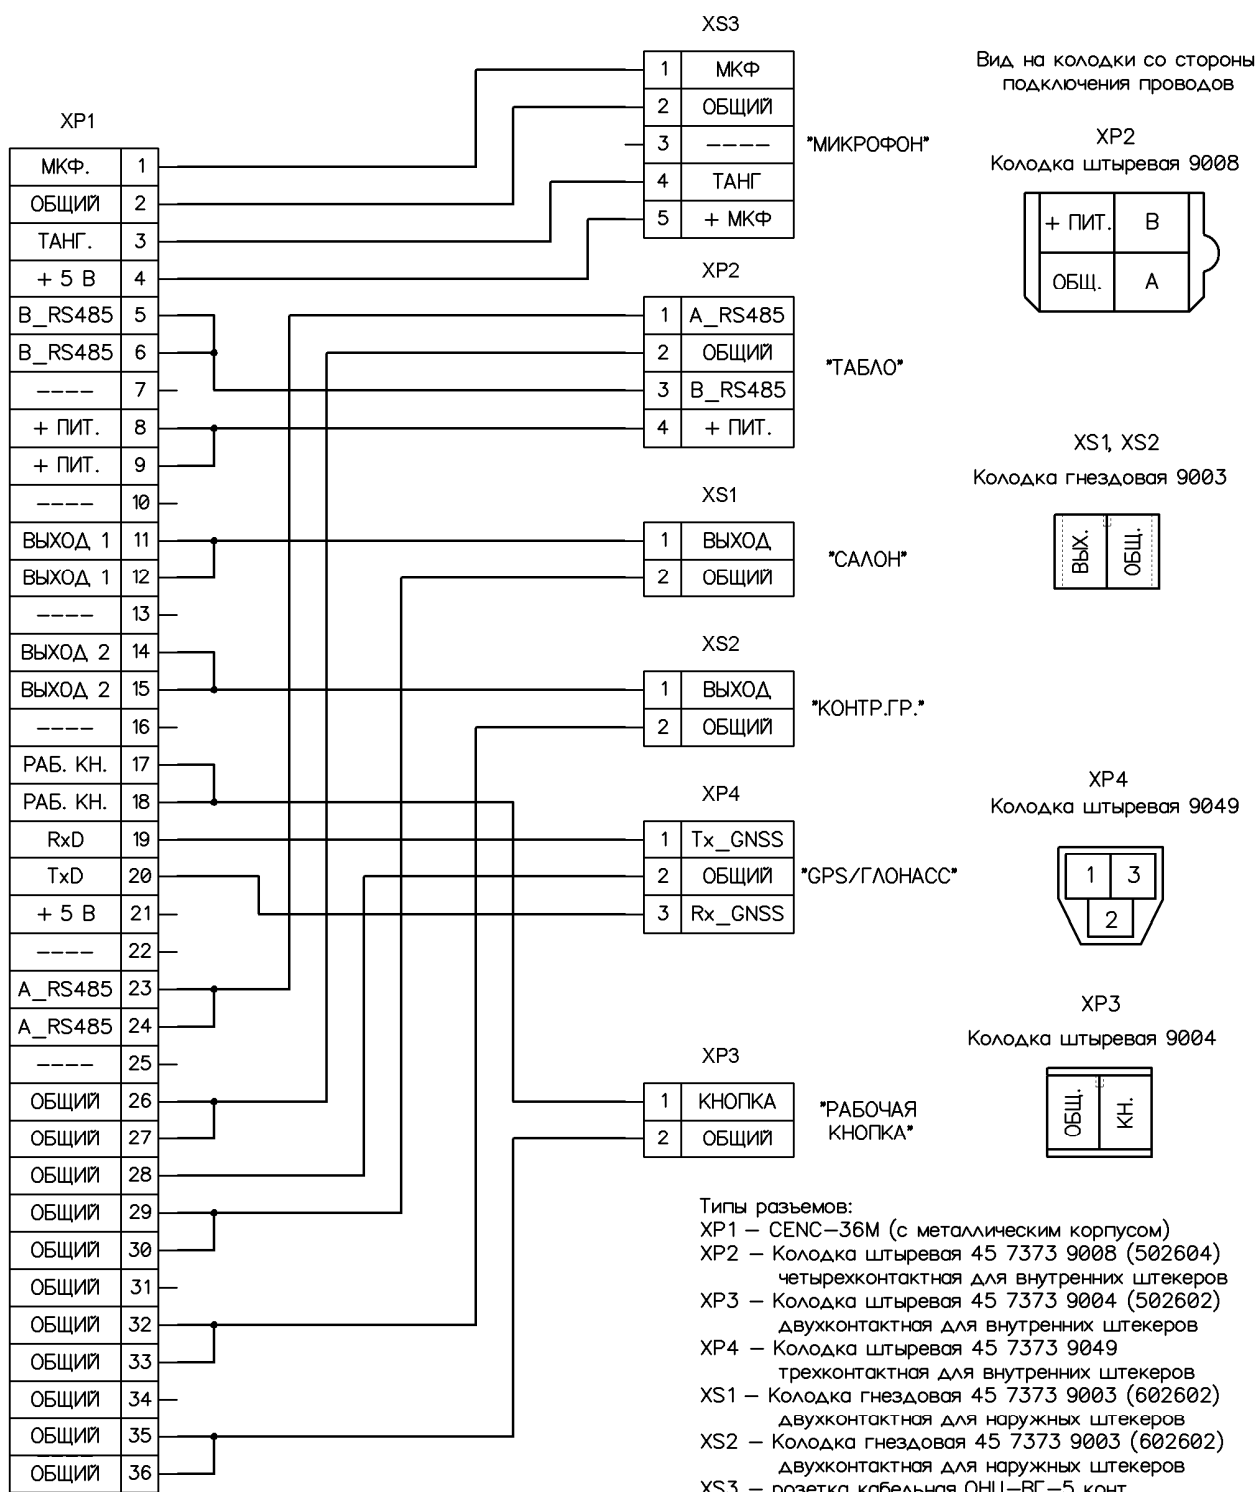 XP1
МКФ. 1
ОБЩИЙ 2
ТАНГ. 3
+ 5 В 4
B_RS485 5
B_RS485 6
---- 7
+ ПИТ. 8
+ ПИТ. 9
---- 10
ВЫХОД 1 11
ВЫХОД 1 12
---- 13
ВЫХОД 2 14
ВЫХОД 2 15
---- 16
РАБ. КН. 17
РАБ. КН. 18
RxD 19
TxD 20
+ 5 В 21
---- 22
A_RS485 23
A_RS485 24
---- 25
ОБЩИЙ 26
ОБЩИЙ 27
ОБЩИЙ 28
ОБЩИЙ 29
ОБЩИЙ 30
ОБЩИЙ 31
ОБЩИЙ 32
ОБЩИЙ 33
ОБЩИЙ 34
ОБЩИЙ 35
ОБЩИЙ 36
XS3
1 МКФ
2 ОБЩИЙ
3 ----
4 ТАНГ
5 + МКФ
"МИКРОФОН"
XP2
1 A_RS485
2 ОБЩИЙ
3 B_RS485
4 + ПИТ.
"ТАБЛО"
XS1
1 ВЫХОД
2 ОБЩИЙ
"САЛОН"
XS2
1 ВЫХОД
2 ОБЩИЙ
"КОНТР.ГР."
XP4
1 Tx_GNSS
2 ОБЩИЙ
3 Rx_GNSS
"GPS/ГЛОНАСС"
XP3
1 КНОПКА
2 ОБЩИЙ
"РАБОЧАЯ
КНОПКА"
Вид на колодки со стороны
подключения проводов
XP2
Колодка штыревая 9008
+ ПИТ. B
ОБЩ. A
XS1, XS2
Колодка гнездовая 9003
ВЫХ. ОБЩ.
XP4
Колодка штыревая 9049
1 3
2
XP3
Колодка штыревая 9004
ОБЩ. КН.
Типы разъемов:
XP1 – CENC–36M (с металлическим корпусом)
XP2 – Колодка штыревая 45 7373 9008 (502604)
четырехконтактная для внутренних штекеров
XP3 – Колодка штыревая 45 7373 9004 (502602)
двухконтактная для внутренних штекеров
XP4 – Колодка штыревая 45 7373 9049
трехконтактная для внутренних штекеров
XS1 – Колодка гнездовая 45 7373 9003 (602602)
двухконтактная для наружных штекеров
XS2 – Колодка гнездовая 45 7373 9003 (602602)
двухконтактная для наружных штекеров
XS3 – розетка кабельная ОНЦ–ВГ–5 конт.